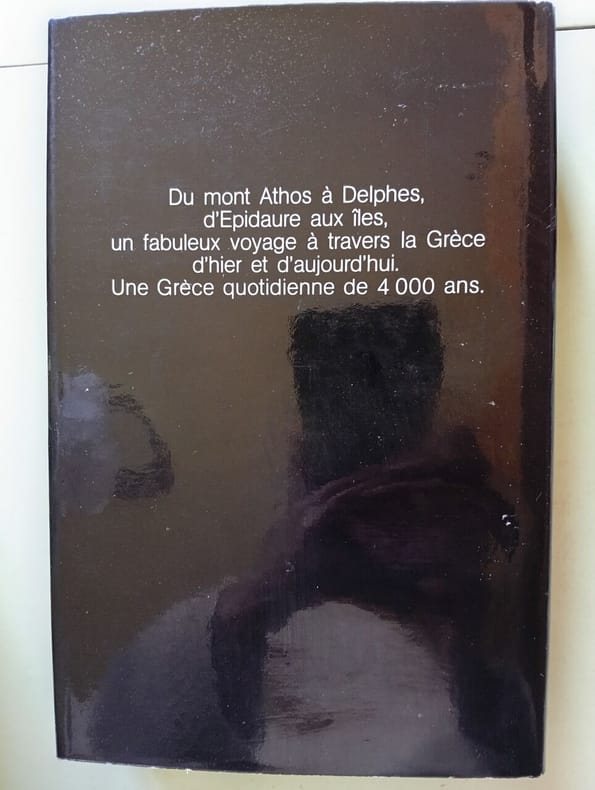 Du mont Athos à Delphes,
d'Epidaure aux îles,
un fabuleux voyage à travers la Grèce
d'hier et d'aujourd'hui.
Une Grèce quotidienne de 4 000 ans.